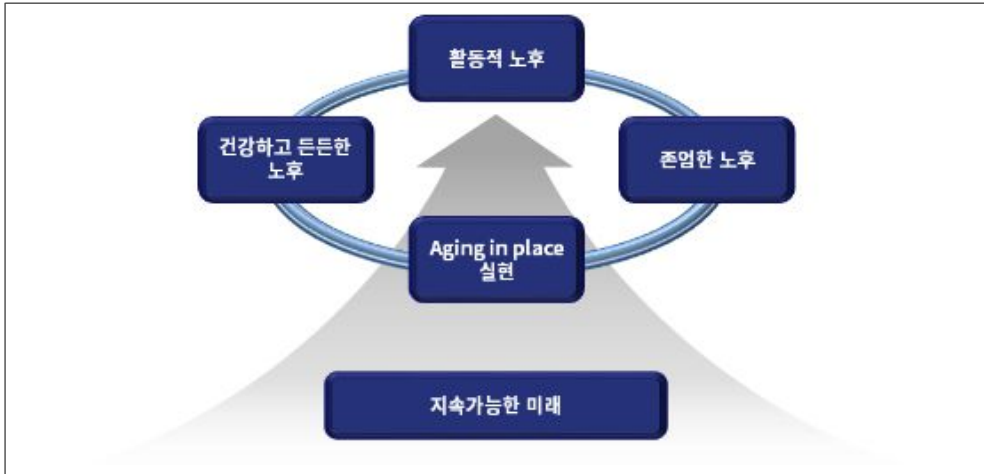 활동적 노후
건강하고 든든한
노후
존엄한 노후
Aging in place
실현
지속가능한 미래